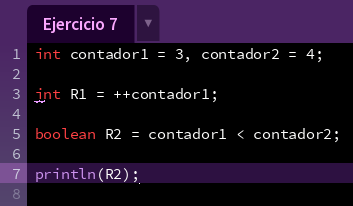 Ejercicio 7
1 int contador1 = 3, contador2 = 4;
2
3 int R1 = ++contador1;
4
5 boolean R2 = contador1 < contador2;
6
7 println(R2);
8